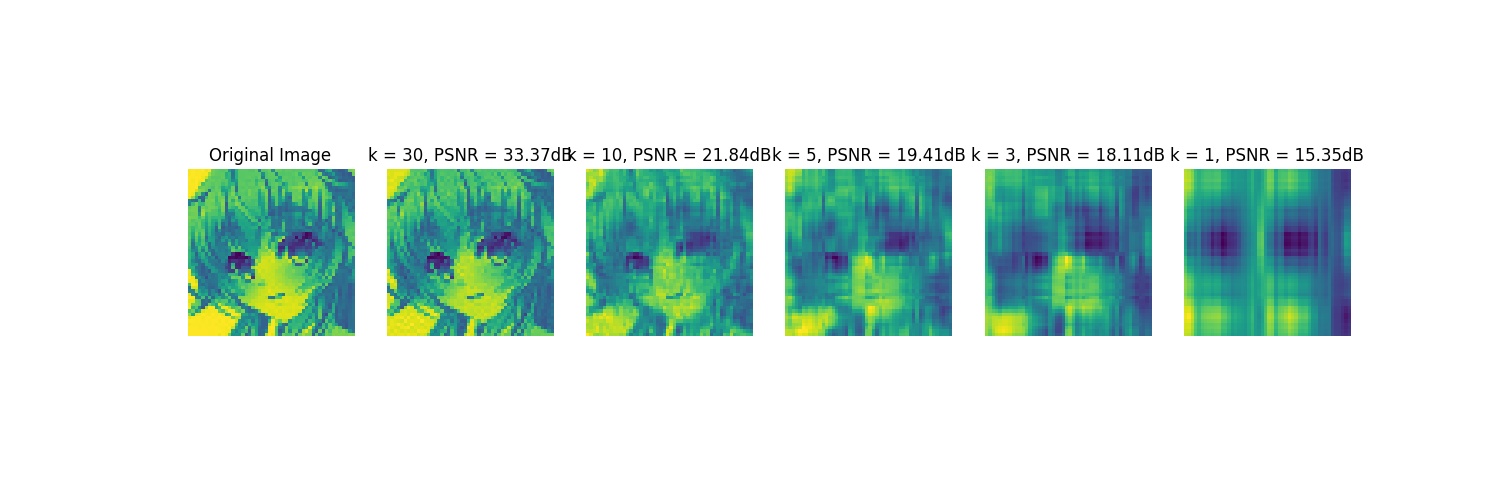 Original Image
k = 30, PSNR = 33.37dB
k = 10, PSNR = 21.84dB
k = 5, PSNR = 19.41dB
k = 3, PSNR = 18.11dB
k = 1, PSNR = 15.35dB